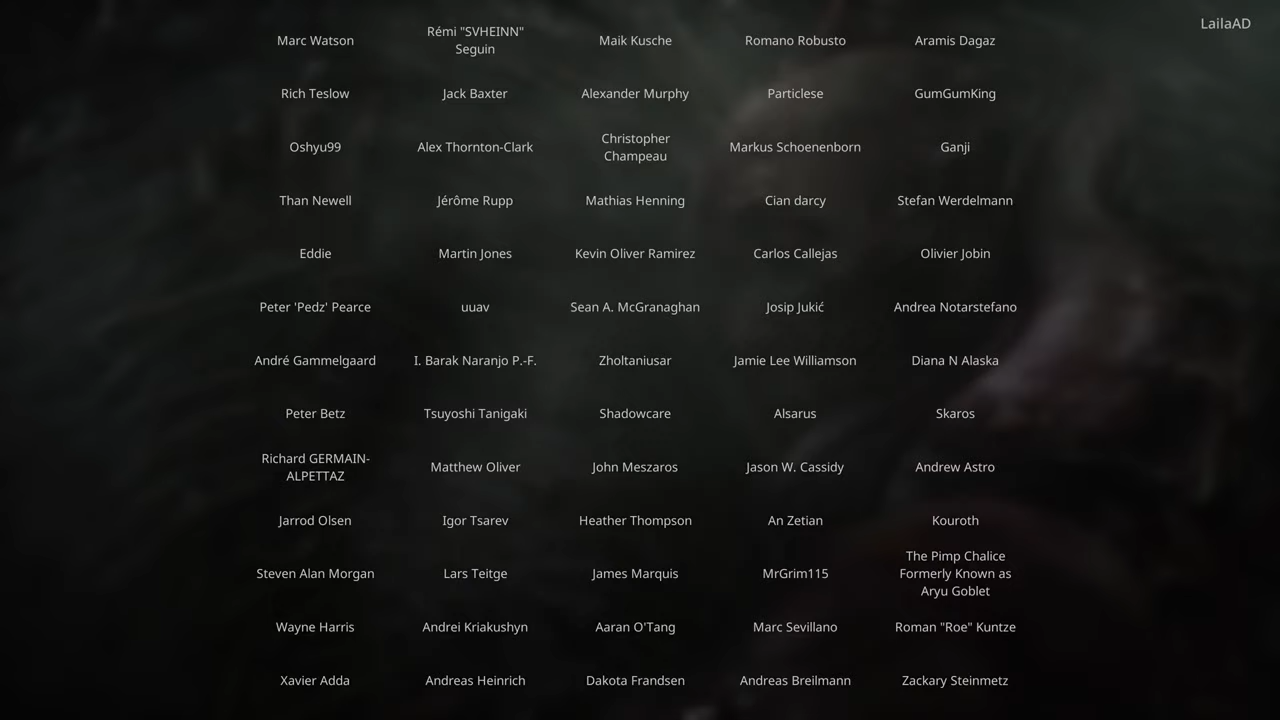 LailaAD
Marc Watson
Rémi "SVHEINN"
Seguin
Maik Kusche
Romano Robusto
Aramis Dagaz
Rich Teslow
Jack Baxter
Alexander Murphy
Particlese
GumGumKing
Oshyu99
Alex Thornton-Clark
Christopher
Champeau
Markus Schoenenborn
Ganji
Than Newell
Jérôme Rupp
Mathias Henning
Cian darcy
Stefan Werdelmann
Eddie
Martin Jones
Kevin Oliver Ramirez
Carlos Callejas
Olivier Jobin
Peter 'Pedz' Pearce
uuav
Sean A. McGranaghan
Josip Jukić
Andrea Notarstefano
André Gammelgaard
I. Barak Naranjo P.-F.
Zholtaniusar
Jamie Lee Williamson
Diana N Alaska
Peter Betz
Tsuyoshi Tanigaki
Shadowcare
Alsarus
Skaros
Richard GERMAIN-
ALPETTAZ
Matthew Oliver
John Meszaros
Jason W. Cassidy
Andrew Astro
Jarrod Olsen
Igor Tsarev
Heather Thompson
An Zetian
Kouroth
Steven Alan Morgan
Lars Teitge
James Marquis
MrGrim115
The Pimp Chalice
Formerly Known as
Aryu Goblet
Wayne Harris
Andrei Kriakushyn
Aaran O'Tang
Marc Sevillano
Roman "Roe" Kuntze
Xavier Adda
Andreas Heinrich
Dakota Frandsen
Andreas Breilmann
Zackary Steinmetz